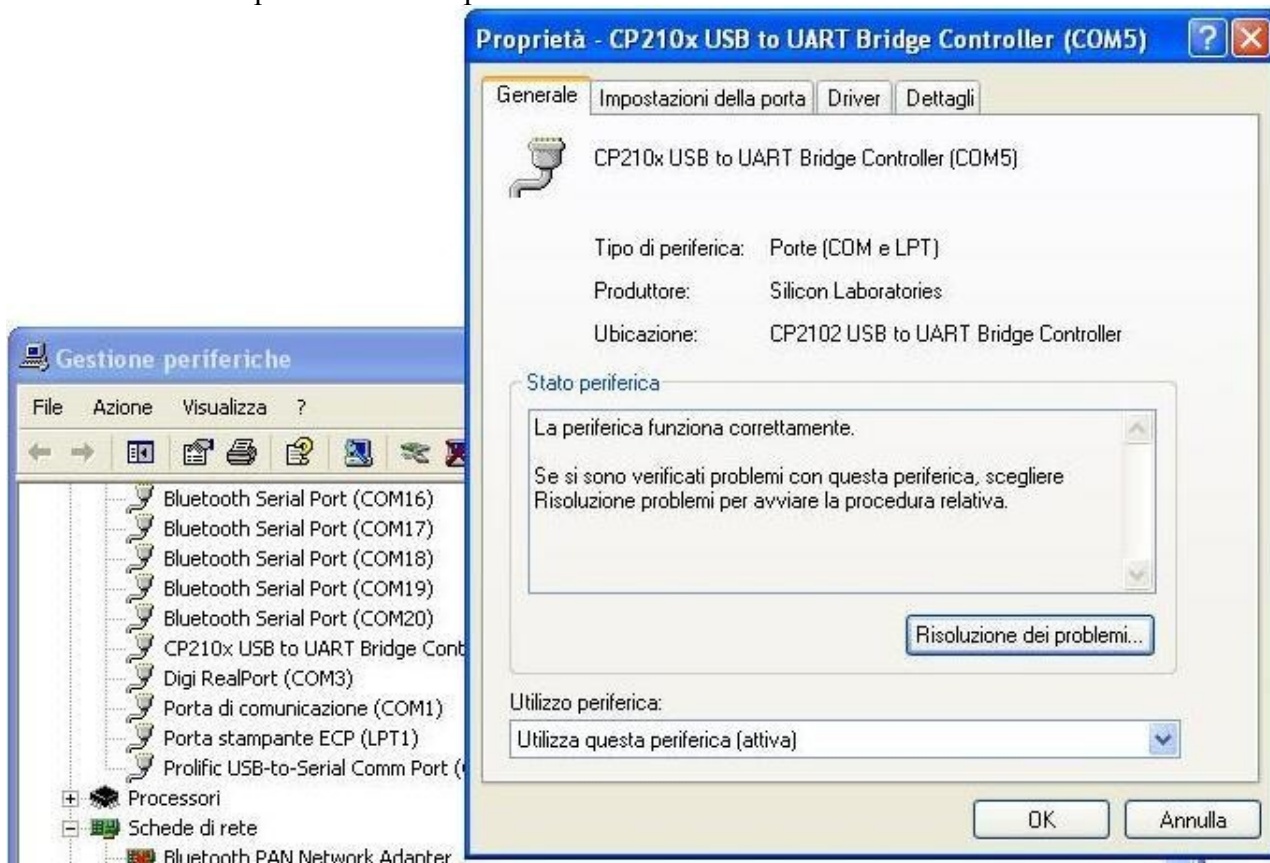 Proprietà - CP210x USB to UART Bridge Controller (COM5)
Generale Impostazioni della porta Driver Dettagli
CP210x USB to UART Bridge Controller (COM5)
Tipo di periferica: Porte (COM e LPT)
Produttore: Silicon Laboratories
Ubicazione: CP2102 USB to UART Bridge Controller
Stato periferica
La periferica funziona correttamente.
Se si sono verificati problemi con questa periferica, scegliere
Risoluzione problemi per avviare la procedura relativa.
Risoluzione dei problemi...
Utilizzo periferica:
Utilizza questa periferica (attiva)
OK Annulla
Gestione periferiche
File Azione Visualizza ?
Bluetooth Serial Port (COM16)
Bluetooth Serial Port (COM17)
Bluetooth Serial Port (COM18)
Bluetooth Serial Port (COM19)
Bluetooth Serial Port (COM20)
CP210x USB to UART Bridge Cont
Digi RealPort (COM3)
Porta di comunicazione (COM1)
Porta stampante ECP (LPT1)
Prolific USB-to-Serial Comm Port (
Processori
Schede di rete
Bluetooth PAN Network Adapter